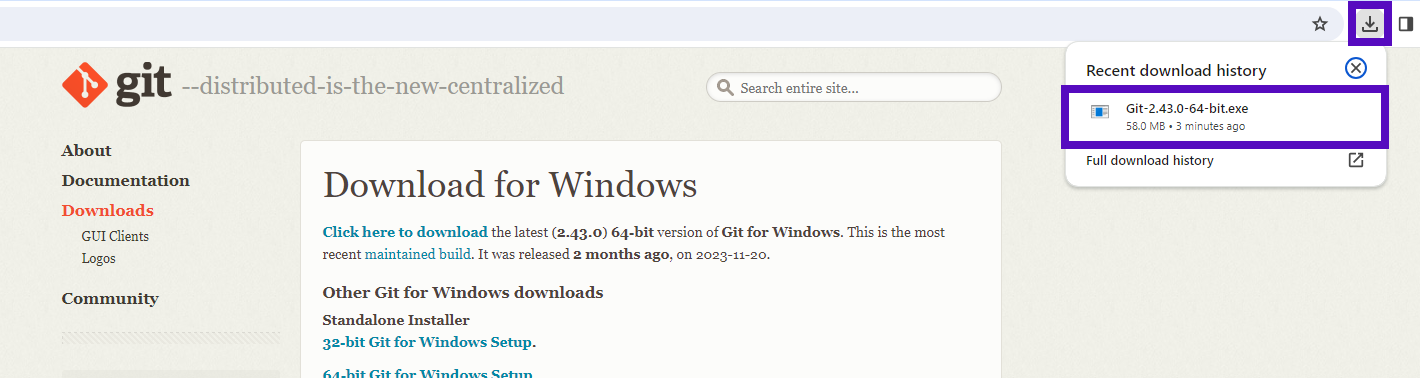 git --distributed-is-the-new-centralized
Search entire site...
Recent download history
Git-2.43.0-64-bit.exe
58.0 MB • 3 minutes ago
Full download history
About
Documentation
Downloads
GUI Clients
Logos
Community
Download for Windows
Click here to download the latest (2.43.0) 64-bit version of Git for Windows. This is the most
recent maintained build. It was released 2 months ago, on 2023-11-20.
Other Git for Windows downloads
Standalone Installer
32-bit Git for Windows Setup.
64-bit Git for Windows Setup